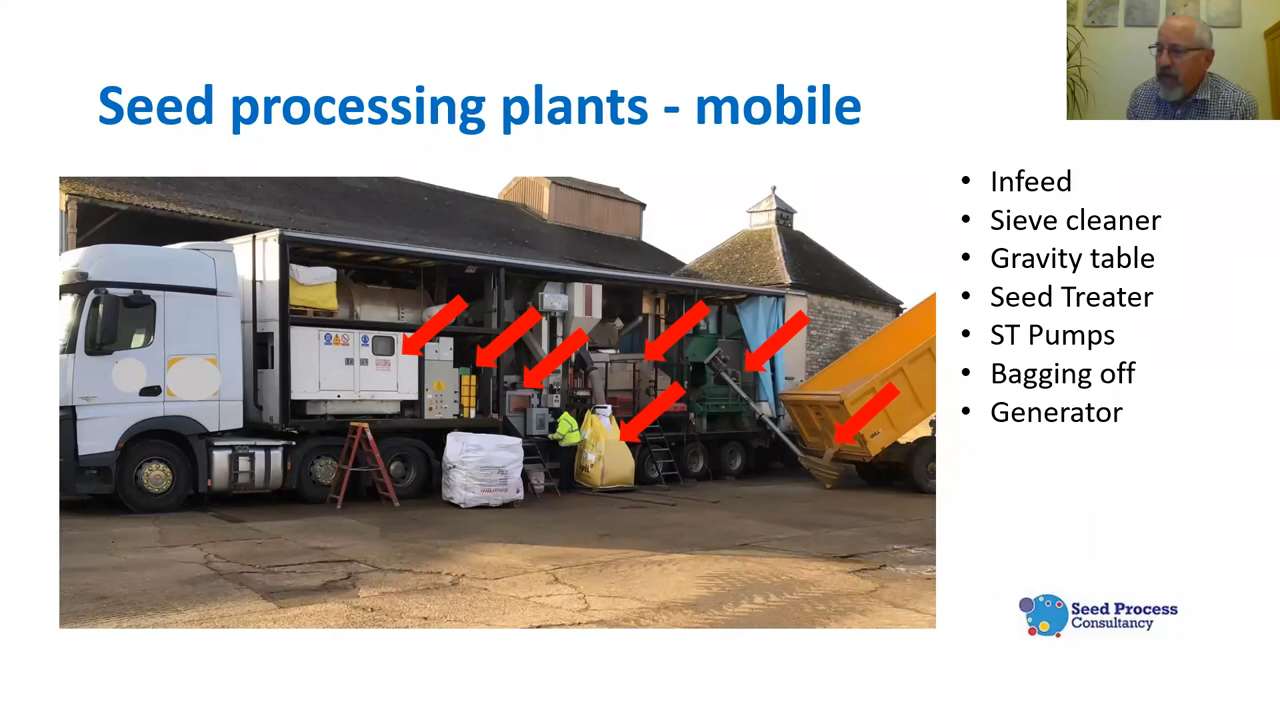 Seed processing plants - mobile
• Infeed
• Sieve cleaner
• Gravity table
• Seed Treater
• ST Pumps
• Bagging off
• Generator
Seed Process
Consultancy